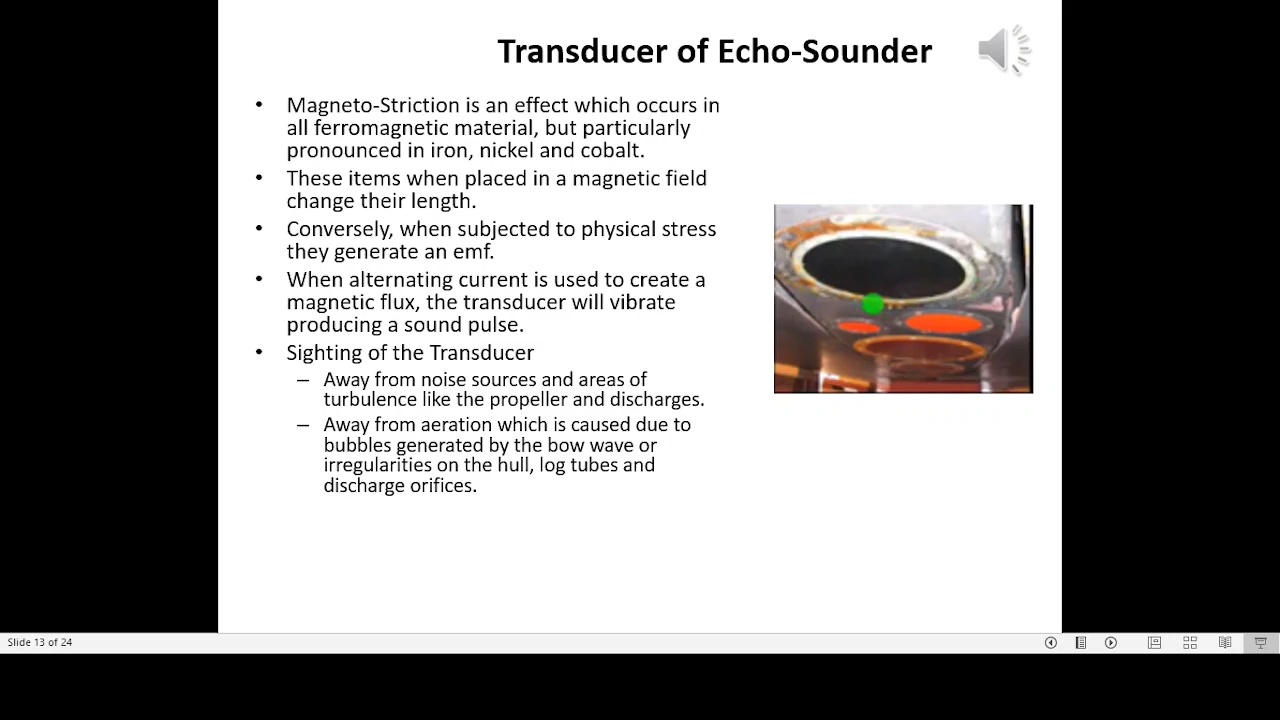 Transducer of Echo-Sounder
• Magneto-Striction is an effect which occurs in
all ferromagnetic material, but particularly
pronounced in iron, nickel and cobalt.
• These items when placed in a magnetic field
change their length.
• Conversely, when subjected to physical stress
they generate an emf.
• When alternating current is used to create a
magnetic flux, the transducer will vibrate
producing a sound pulse.
• Sighting of the Transducer
– Away from noise sources and areas of
turbulence like the propeller and discharges.
– Away from aeration which is caused due to
bubbles generated by the bow wave or
irregularities on the hull, log tubes and
discharge orifices.
Slide 13 of 24